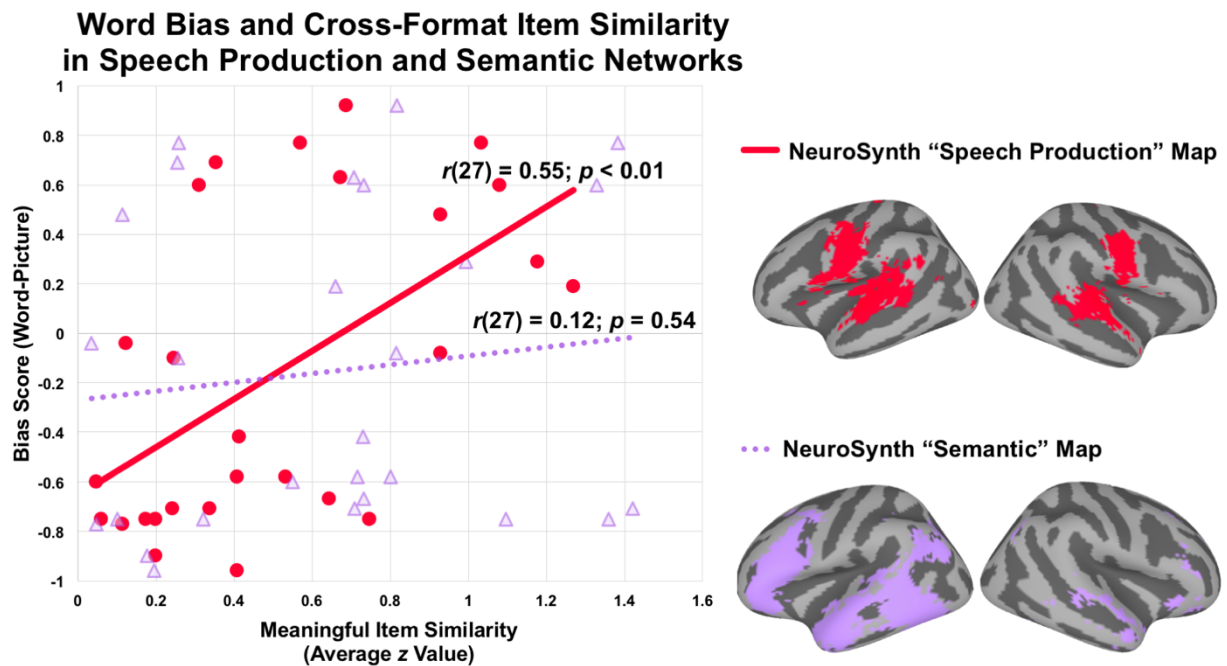 Word Bias and Cross-Format Item Similarity
in Speech Production and Semantic Networks
1
0.8
0.6
0.4
0.2
0
-0.2
-0.4
-0.6
-0.8
-1
Bias Score (Word-Picture)
r(27) = 0.55; p < 0.01
r(27) = 0.12; p = 0.54
0
0.2
0.4
0.6
0.8
1
1.2
1.4
1.6
Meaningful Item Similarity
(Average z Value)
NeuroSynth “Speech Production” Map
NeuroSynth “Semantic” Map